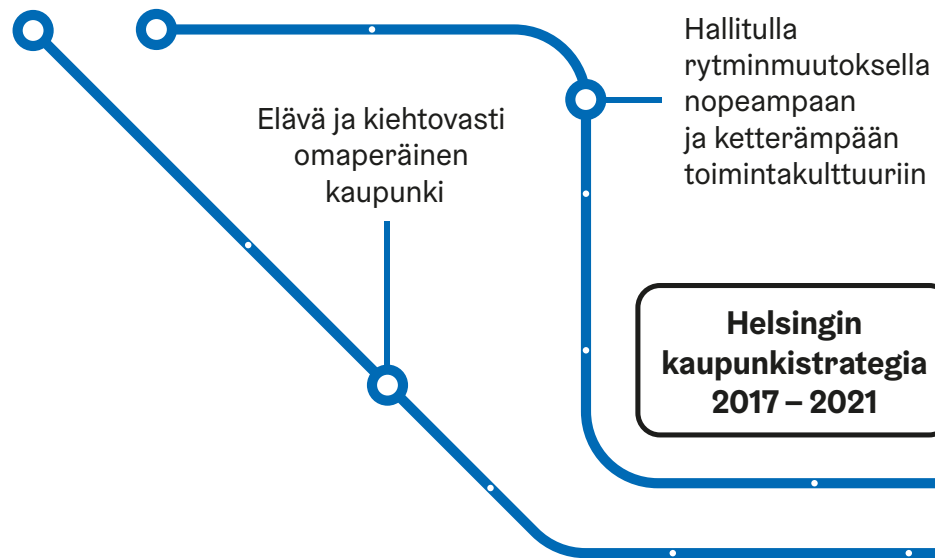 Hallitulla
rytminmuutoksella
nopeampaan
ja ketterämpään
toimintakulttuuriin
Elävä ja kiehtovasti
omaperäinen
kaupunki
Helsingin
kaupunkistrategia
2017 – 2021